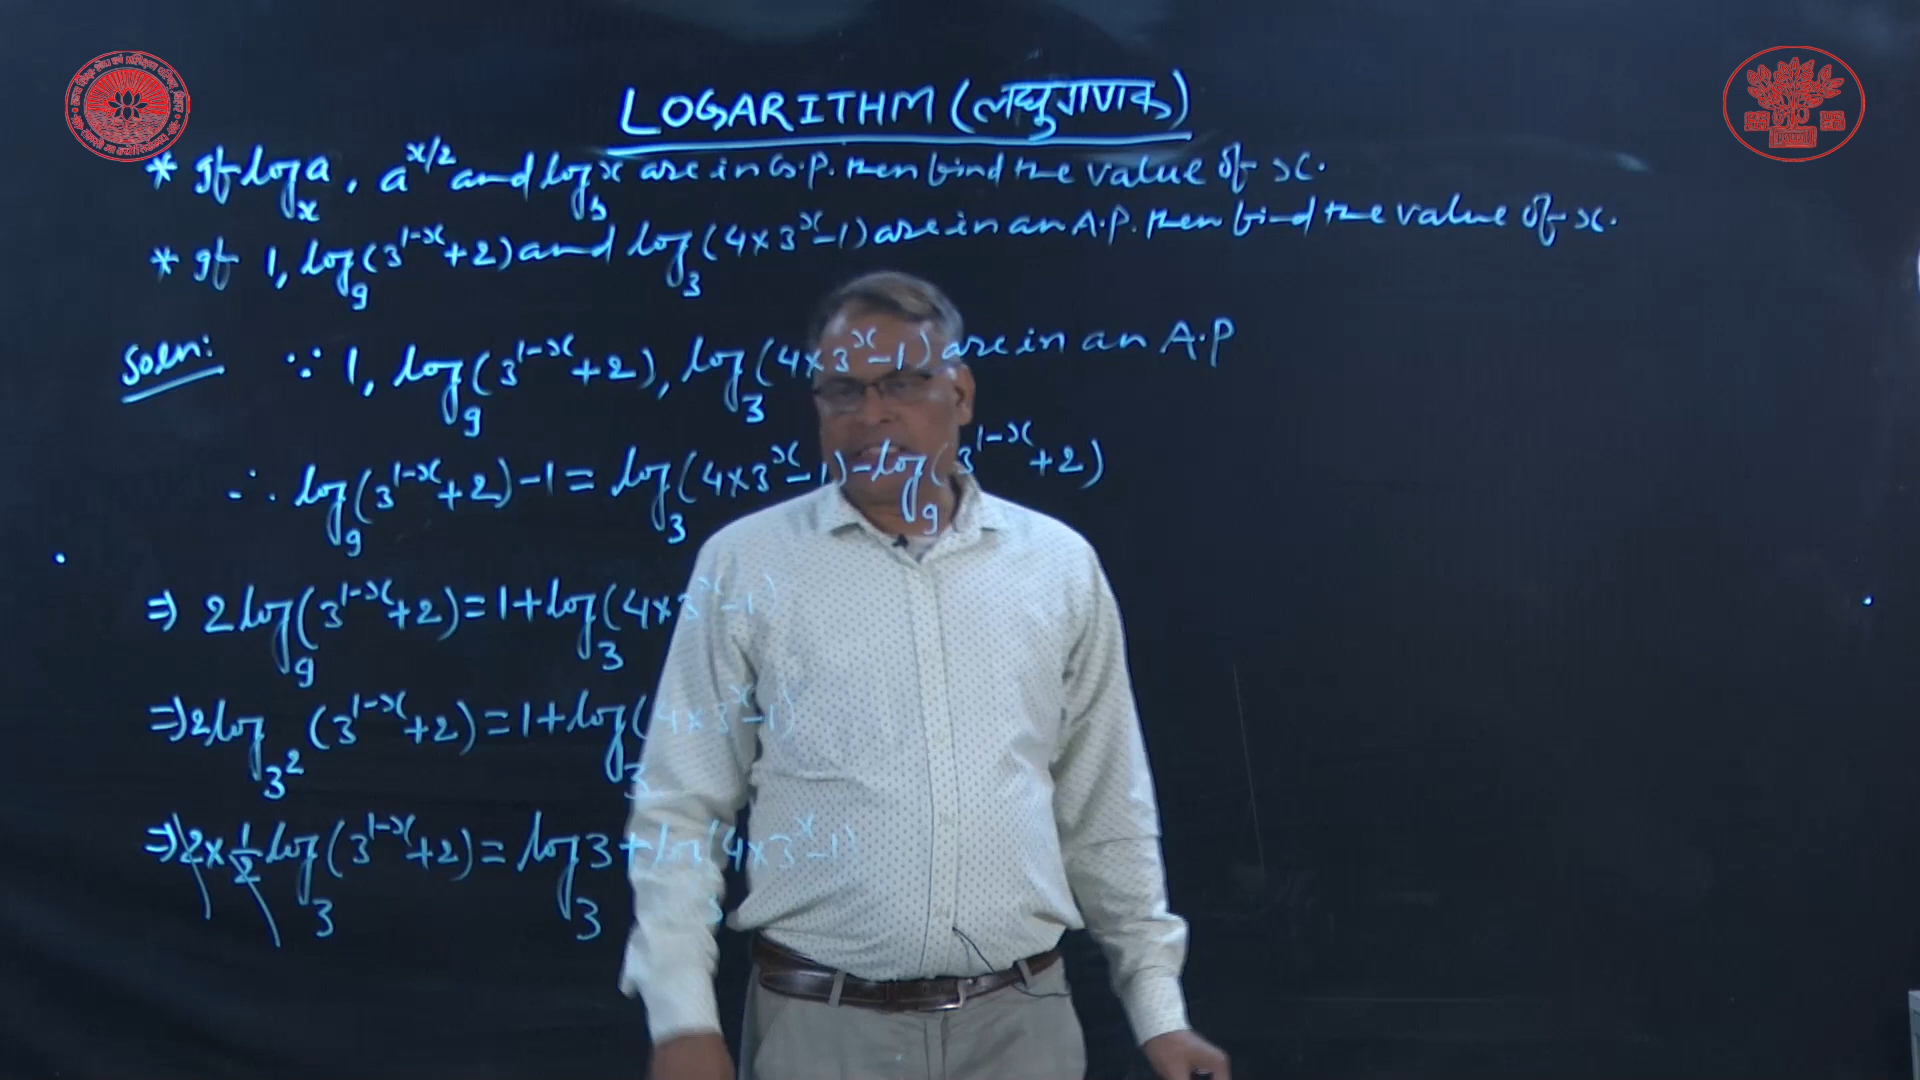 LOGARITHM (लघुगणक)
* If logₓa, a^(x/2) and log_b x are in G.P. then find the value of x.
* If 1, log₉(3^(1-x)+2) and log₃(4×3^x-1) are in an A.P. then find the value of x.
Soln: ∵ 1, log₉(3^(1-x)+2), log₃(4×3^x-1) are in an A.P
∴ log₉(3^(1-x)+2)-1 = log₃(4×3^x-1)-log₉(3^(1-x)+2)
⇒ 2log₉(3^(1-x)+2) = 1+log₃(4×3^x-1)
⇒ 2log_3²(3^(1-x)+2) = 1+log₃(4×3^x-1)
⇒ 2×1/2 log₃(3^(1-x)+2) = log₃3+log₃(4×3^x-1)